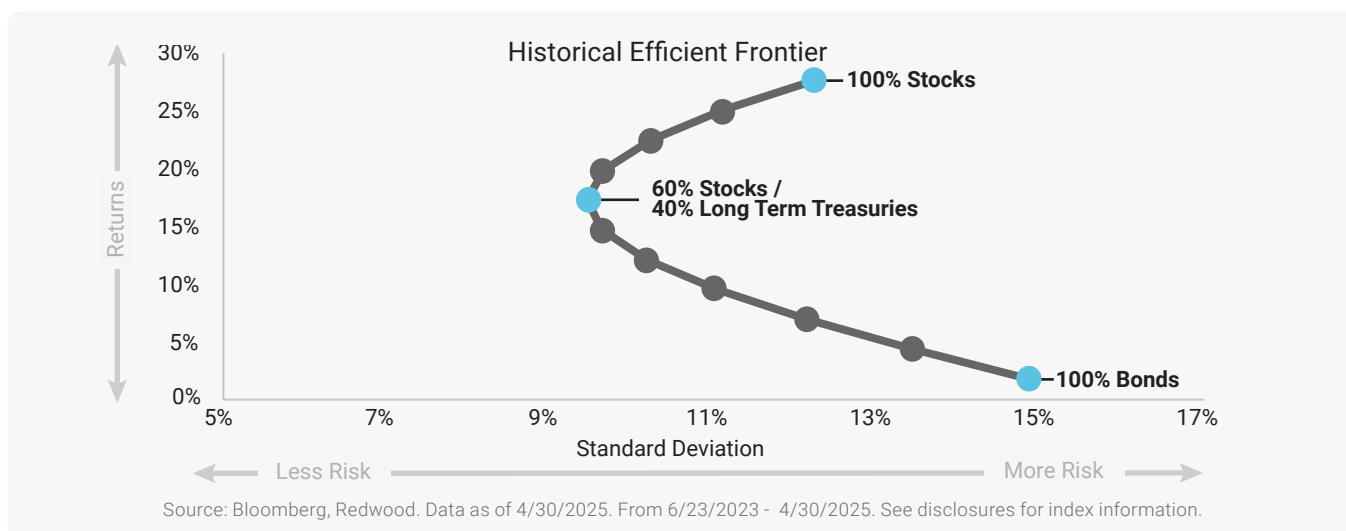 Historical Efficient Frontier
30%
25%
20%
15%
10%
5%
0%
Returns
100% Stocks
60% Stocks /
40% Long Term Treasuries
100% Bonds
5% 7% 9% 11% 13% 15% 17%
Standard Deviation
Less Risk More Risk
Source: Bloomberg, Redwood. Data as of 4/30/2025. From 6/23/2023 - 4/30/2025. See disclosures for index information.